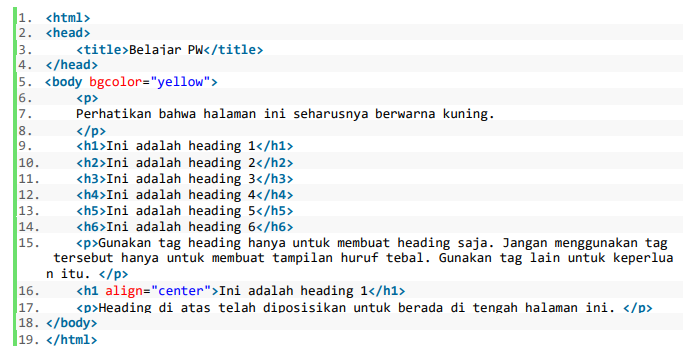 1. <html>
2. <head>
3.     <title>Belajar PW</title>
4. </head>
5. <body bgcolor="yellow">
6.     <p>
7.     Perhatikan bahwa halaman ini seharusnya berwarna kuning.
8.     </p>
9.     <h1>Ini adalah heading 1</h1>
10.     <h2>Ini adalah heading 2</h2>
11.     <h3>Ini adalah heading 3</h3>
12.     <h4>Ini adalah heading 4</h4>
13.     <h5>Ini adalah heading 5</h5>
14.     <h6>Ini adalah heading 6</h6>
15.     <p>Gunakan tag heading hanya untuk membuat heading saja. Jangan menggunakan tag
tersebut hanya untuk membuat tampilan huruf tebal. Gunakan tag lain untuk keperlua
n itu. </p>
16.     <h1 align="center">Ini adalah heading 1</h1>
17.     <p>Heading di atas telah diposisikan untuk berada di tengah halaman ini. </p>
18. </body>
19. </html>